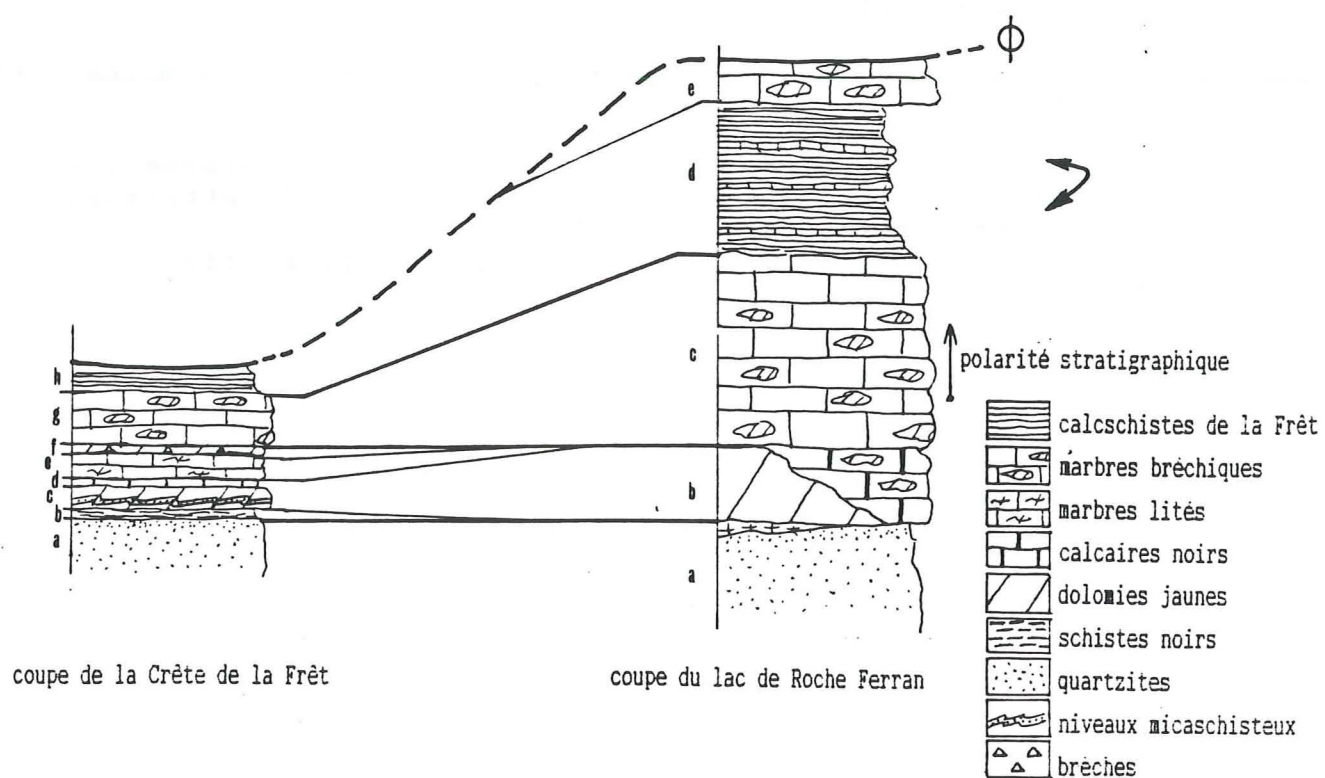 ϕ
e
d
c
b
a
h
g
f
e
d
c
b
a
polarité stratigraphique
calcschistes de la Frêt
marbres bréchiques
marbres lités
calcaires noirs
dolomies jaunes
schistes noirs
quartzites
niveaux micaschisteux
brèches
coupe de la Crête de la Frêt
coupe du lac de Roche Ferran